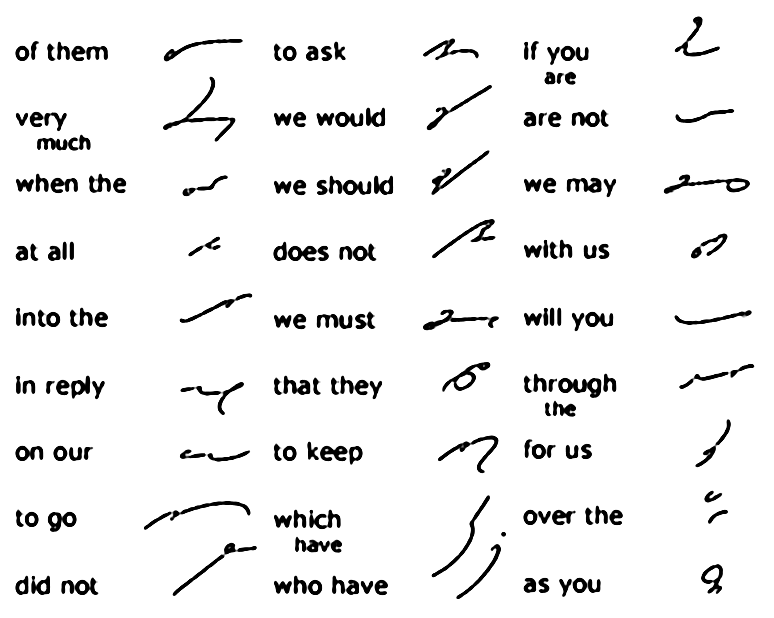 of them to ask if you
are
very we would are not
much
when the we should we may
at all does not with us
into the we must will you
in reply that they through
the
on our to keep for us
to go which over the
have
did not who have as you